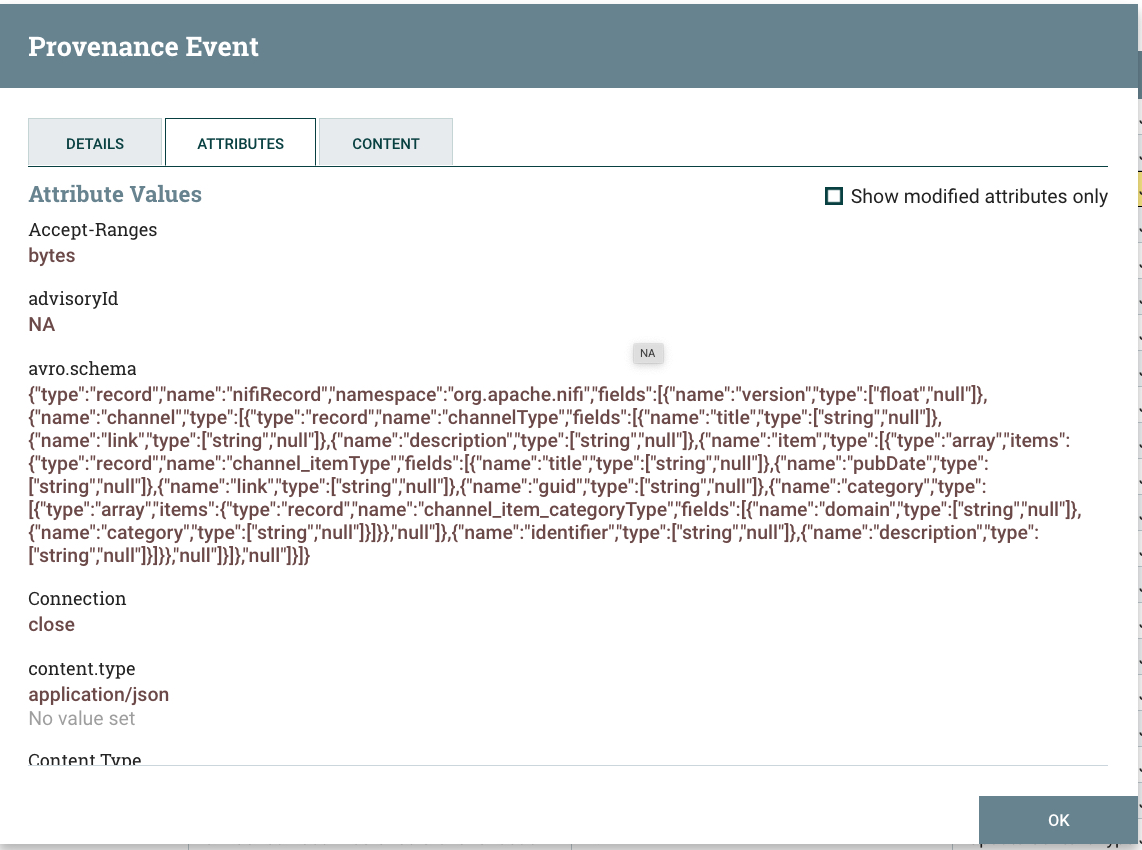 Provenance Event
DETAILS
ATTRIBUTES
CONTENT
Attribute Values
Show modified attributes only
Accept-Ranges
bytes
advisoryId
NA
NA
avro.schema
{"type":"record","name":"nifiRecord","namespace":"org.apache.nifi","fields":[{"name":"version","type":["float","null"]},
{"name":"channel","type":[{"type":"record","name":"channelType","fields":[{"name":"title","type":["string","null"]},
{"name":"link","type":["string","null"]},{"name":"description","type":["string","null"]},{"name":"item","type":[{"type":"array","items":
{"type":"record","name":"channel_itemType","fields":[{"name":"title","type":["string","null"]},{"name":"pubDate","type":
["string","null"]},{"name":"link","type":["string","null"]},{"name":"guid","type":["string","null"]},{"name":"category","type":
[{"type":"array","items":{"type":"record","name":"channel_item_categoryType","fields":[{"name":"domain","type":["string","null"]},
{"name":"category","type":["string","null"]}]}},"null"]},{"name":"identifier","type":["string","null"]},{"name":"description","type":
["string","null"]}]}},"null"]}]},"null"]}]}
Connection
close
content.type
application/json
No value set
Content Type
OK